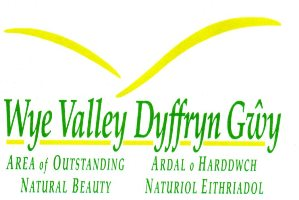 Wye Valley Dyffryn Gŵy
AREA of OUTSTANDING
NATURAL BEAUTY
ARDAL o HARDDWCH
NATURIOL EITHRIADOL